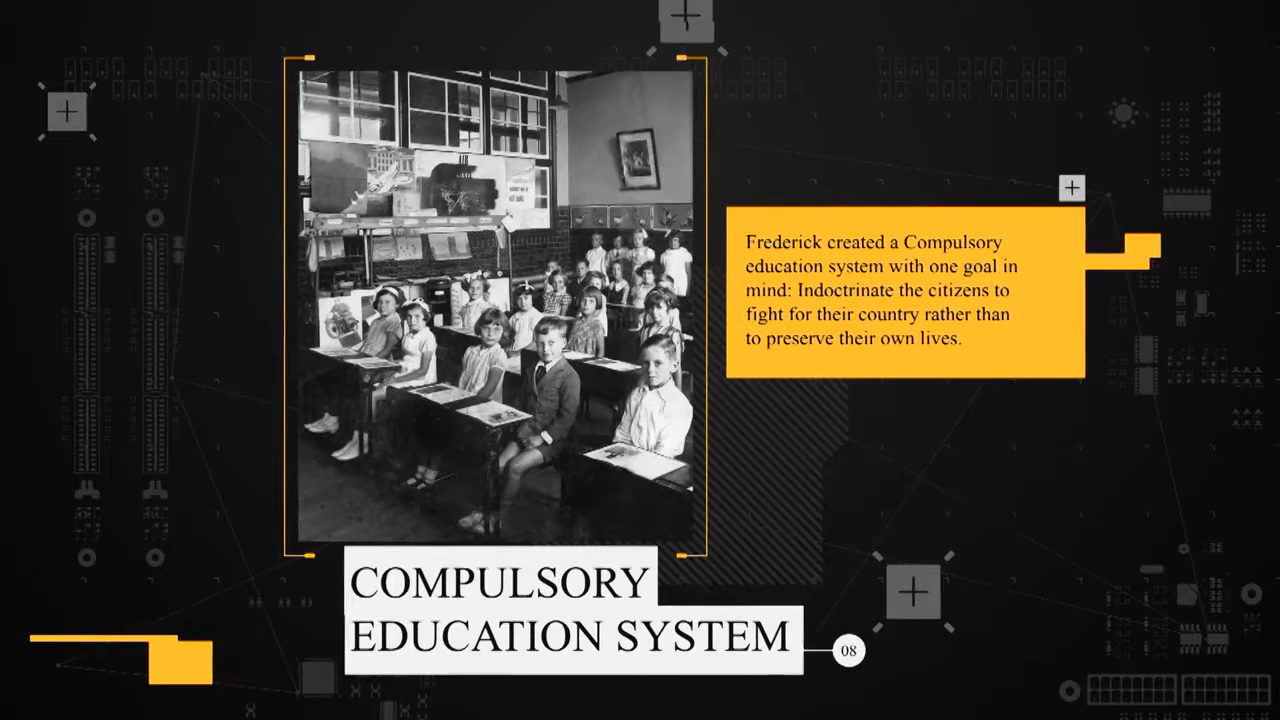 Frederick created a Compulsory
education system with one goal in
mind: Indoctrinate the citizens to
fight for their country rather than
to preserve their own lives.
COMPULSORY
EDUCATION SYSTEM
08